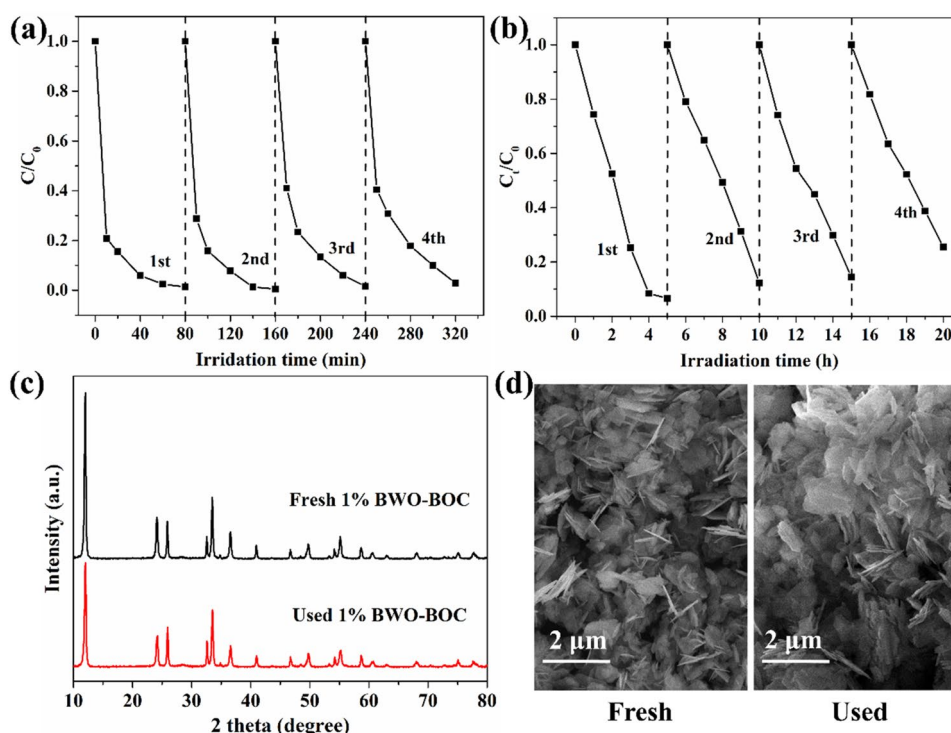 (a)
C/C0
1.0
0.8
0.6
0.4
0.2
0.0
1st
2nd
3rd
4th
0 40 80 120 160 200 240 280 320
Irridation time (min)
(b)
Ct/C0
1.0
0.8
0.6
0.4
0.2
0.0
1st
2nd
3rd
4th
0 2 4 6 8 10 12 14 16 18 20
Irradiation time (h)
(c)
Intensity (a.u.)
Fresh 1% BWO-BOC
Used 1% BWO-BOC
10 20 30 40 50 60 70 80
2 theta (degree)
(d)
2 μm
2 μm
Fresh
Used